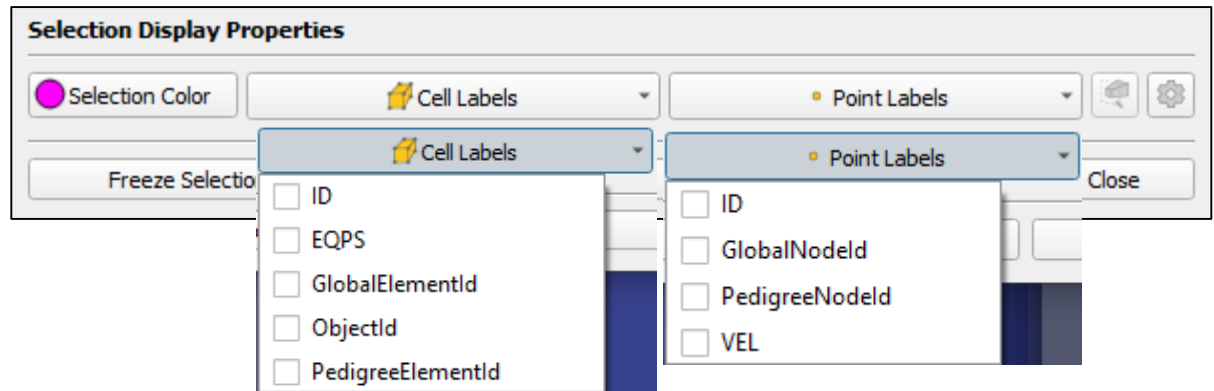 Selection Display Properties
Selection Color
Cell Labels
Point Labels
Cell Labels
Point Labels
Freeze Selectio
Close
ID
EQPS
GlobalElementId
ObjectId
PedigreeElementId
ID
GlobalNodeId
PedigreeNodeId
VEL